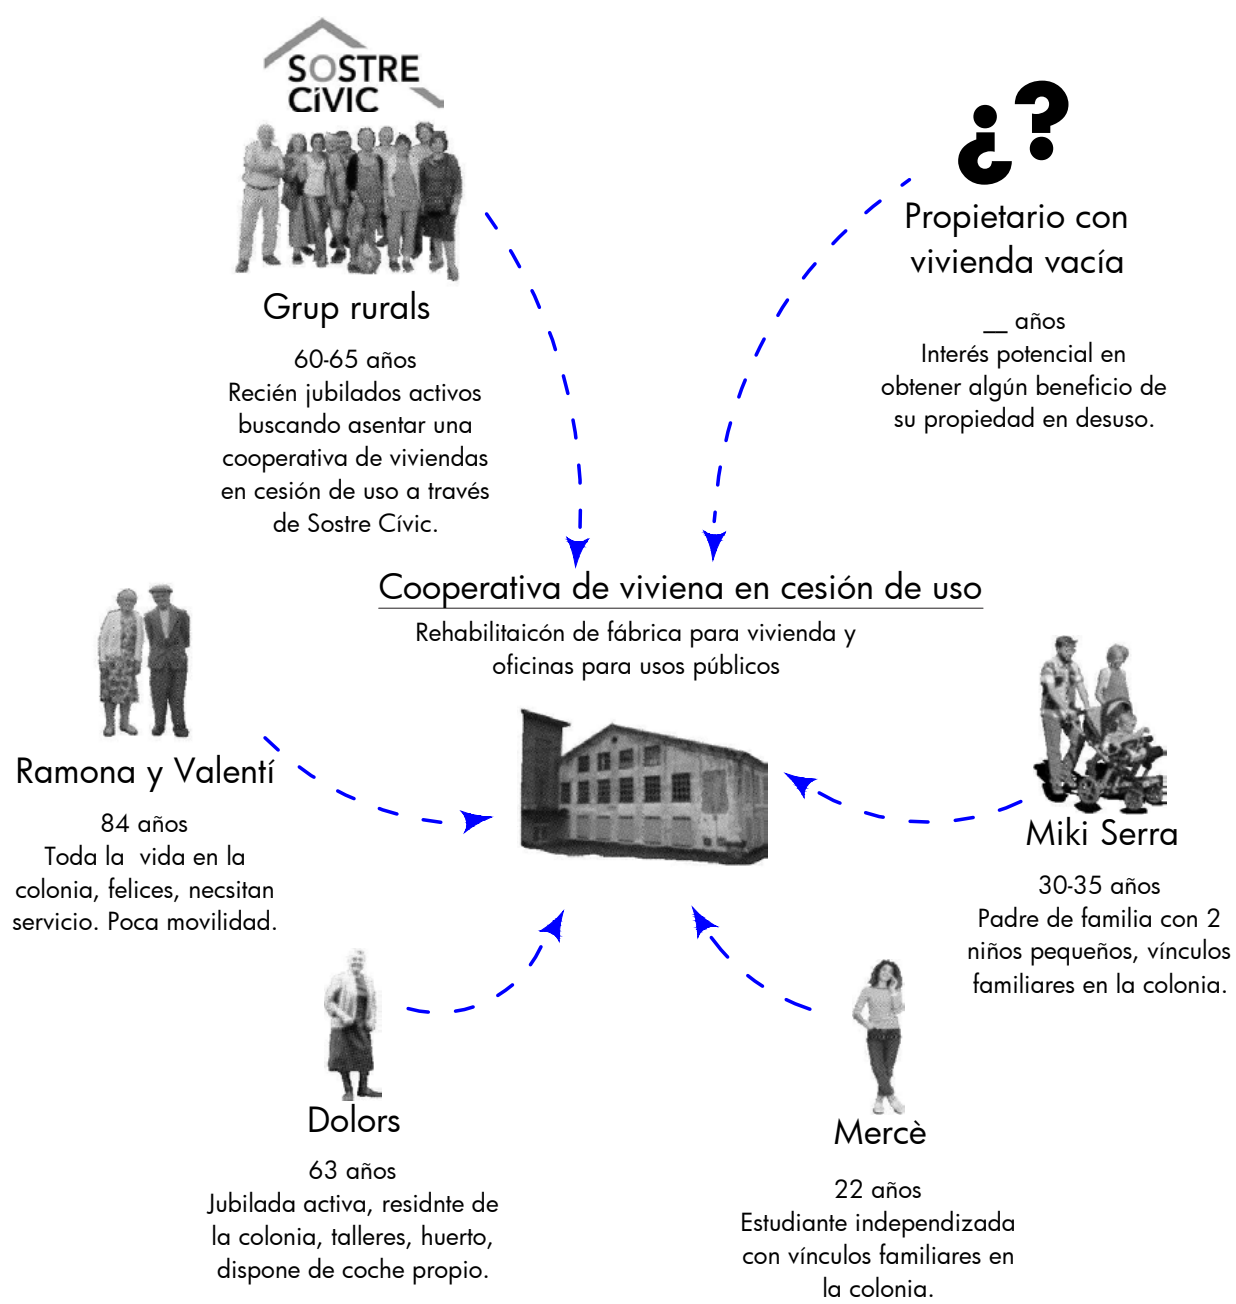 SOSTRE
CÍVIC
¿?
Grup rurals
60-65 años
Recién jubilados activos
buscando asentar una
cooperativa de viviendas
en cesión de uso a través
de Sostre Cívic.
Propietario con
vivienda vacía
__ años
Interés potencial en
obtener algún beneficio de
su propiedad en desuso.
Cooperativa de viviena en cesión de uso
Rehabilitaicón de fábrica para vivienda y
oficinas para usos públicos
Ramona y Valentí
84 años
Toda la  vida en la
colonia, felices, necsitan
servicio. Poca movilidad.
Miki Serra
30-35 años
Padre de familia con 2
niños pequeños, vínculos
familiares en la colonia.
Dolors
63 años
Jubilada activa, residnte de
la colonia, talleres, huerto,
dispone de coche propio.
Mercè
22 años
Estudiante independizada
con vínculos familiares en
la colonia.